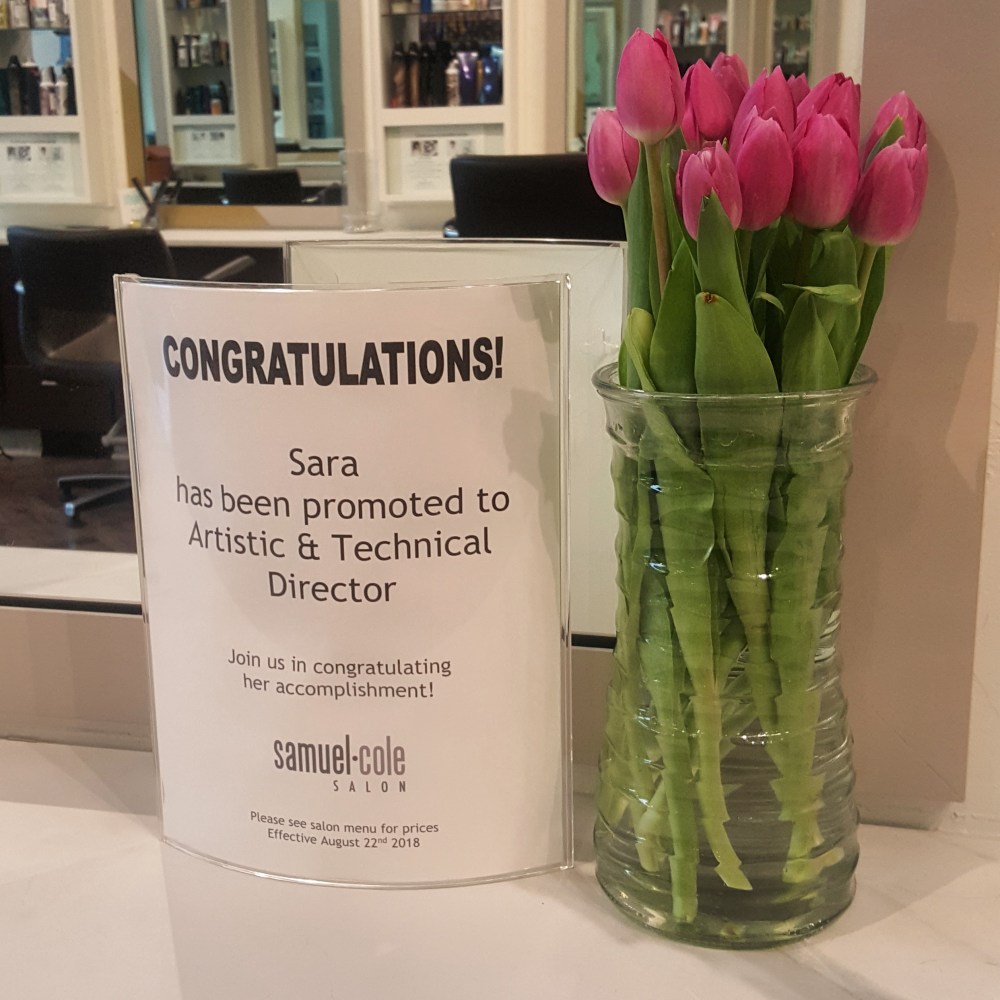 CONGRATULATIONS!
Sara
has been promoted to
Artistic & Technical
Director
Join us in congratulating
her accomplishment!
samuel·cole
SALON
Please see salon menu for prices
Effective August 22nd 2018